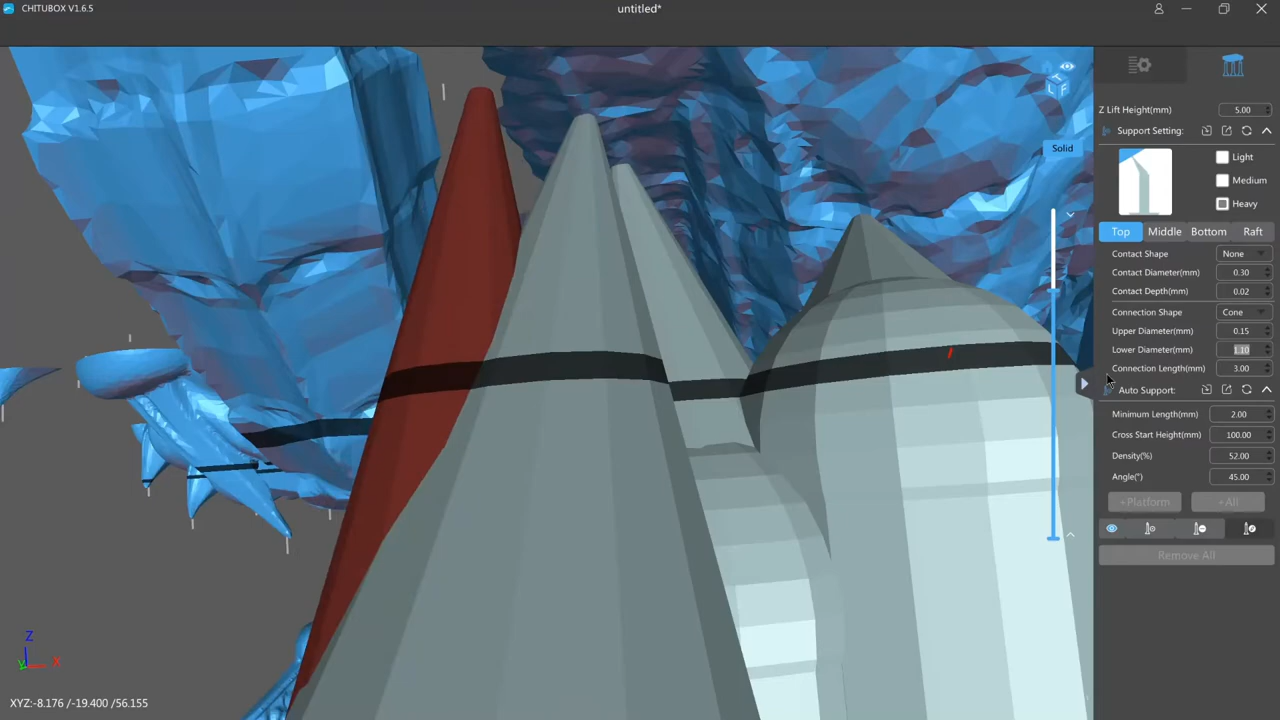 CHITUBOX V1.6.5
untitled*
Z Lift Height(mm) 5.00
Support Setting:
Light
Medium
Heavy
Solid
Top Middle Bottom Raft
Contact Shape None
Contact Diameter(mm) 0.30
Contact Depth(mm) 0.02
Connection Shape Cone
Upper Diameter(mm) 0.15
Lower Diameter(mm) 1.10
Connection Length(mm) 3.00
Auto Support:
Minimum Length(mm) 2.00
Cross Start Height(mm) 100.00
Density(%) 52.00
Angle(°) 45.00
+Platform +All
Remove All
Z
Y X
XYZ:-8.176 /-19.400 /56.155